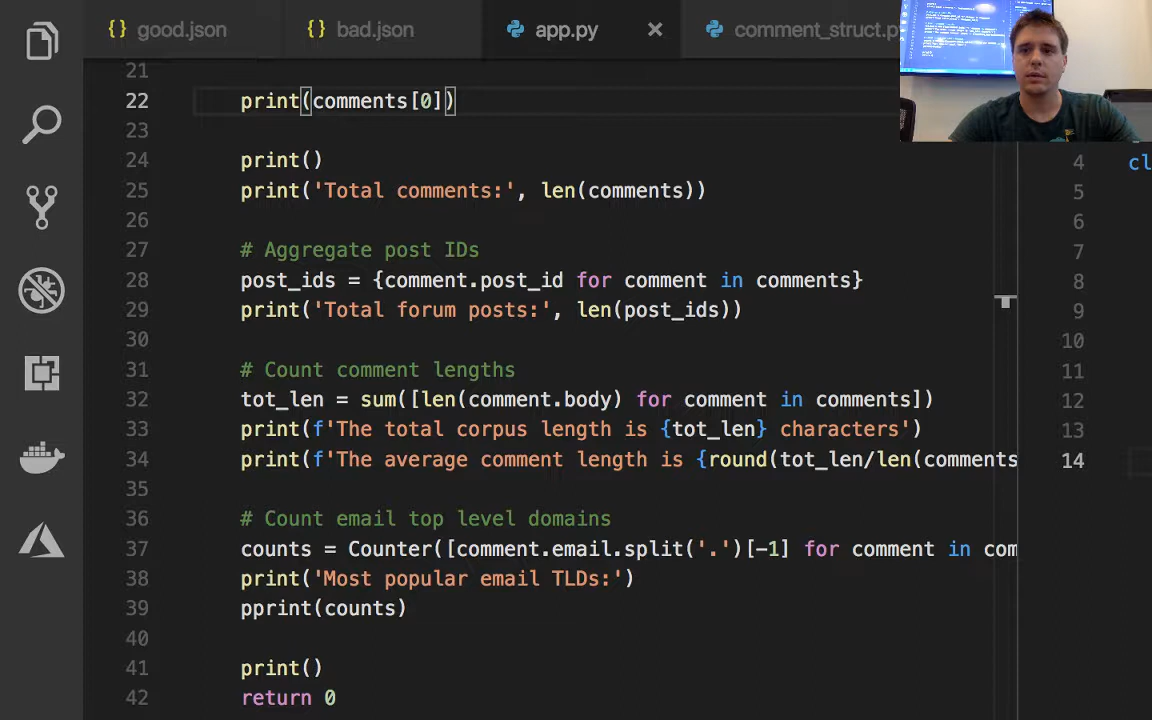 good.json bad.json app.py comment_struct.p
21
22 print(comments[0])
23
24 print()
25 print('Total comments:', len(comments))
26
27 # Aggregate post IDs
28 post_ids = {comment.post_id for comment in comments}
29 print('Total forum posts:', len(post_ids))
30
31 # Count comment lengths
32 tot_len = sum([len(comment.body) for comment in comments])
33 print(f'The total corpus length is {tot_len} characters')
34 print(f'The average comment length is {round(tot_len/len(comments
35
36 # Count email top level domains
37 counts = Counter([comment.email.split('.')[-1] for comment in com
38 print('Most popular email TLDs:')
39 pprint(counts)
40
41 print()
42 return 0
4 cl
5
6
7
8
9
10
11
12
13
14